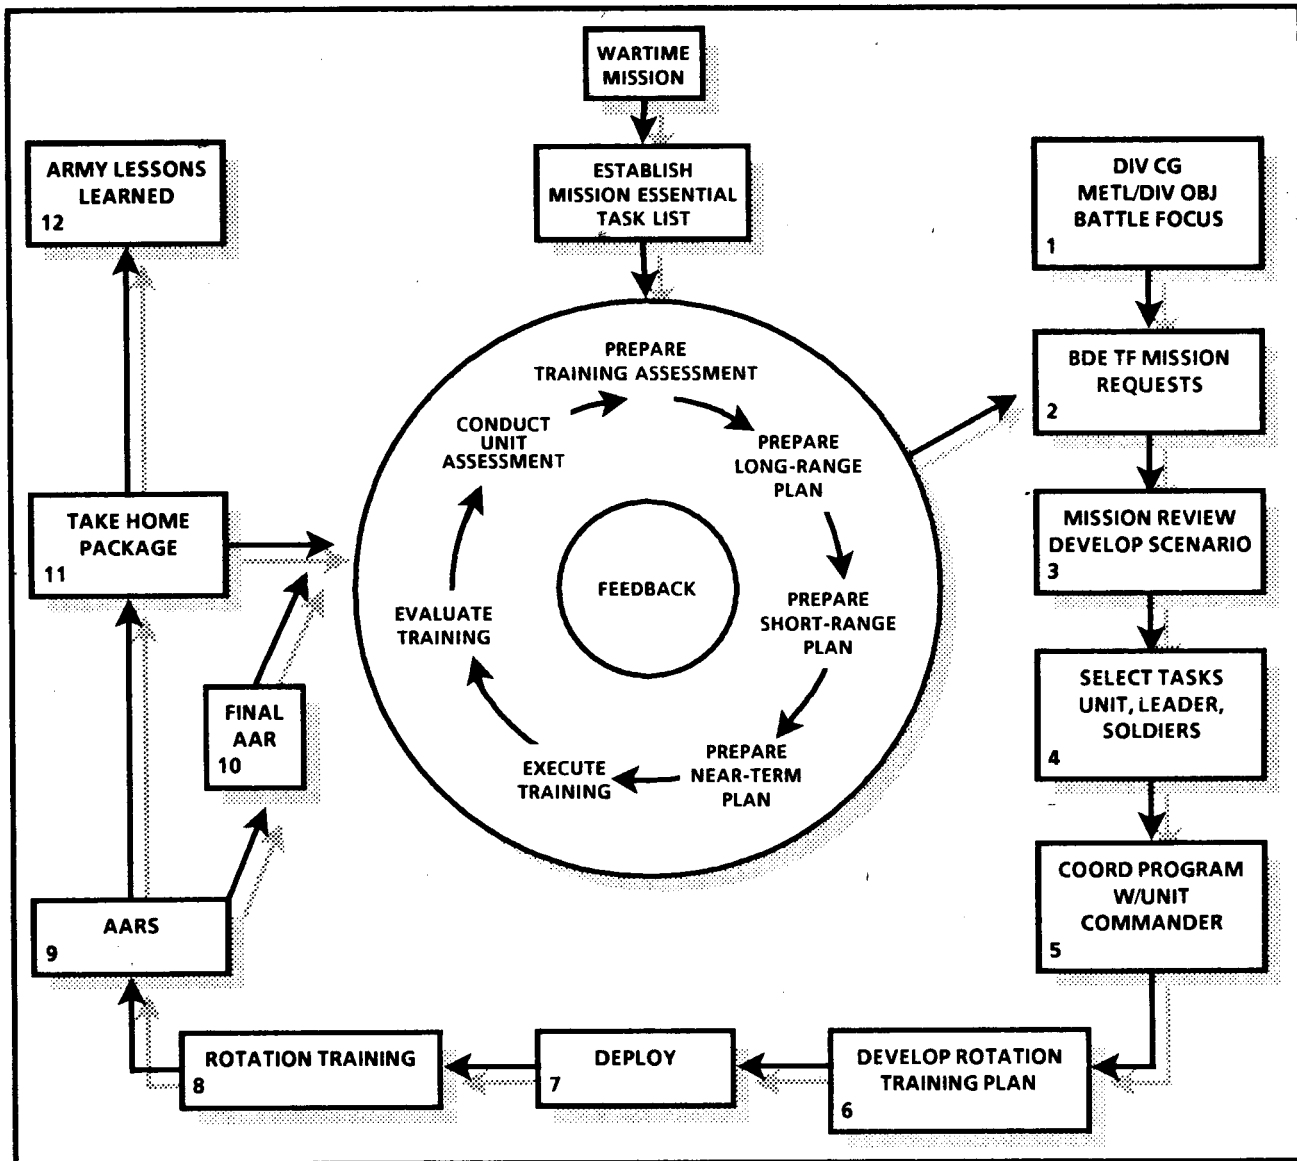 WARTIME
MISSION
ESTABLISH
MISSION ESSENTIAL
TASK LIST
ARMY LESSONS
LEARNED
12
DIV CG
METL/DIV OBJ
BATTLE FOCUS
1
BDE TF MISSION
REQUESTS
2
MISSION REVIEW
DEVELOP SCENARIO
3
SELECT TASKS
UNIT, LEADER,
SOLDIERS
4
COORD PROGRAM
W/UNIT
COMMANDER
5
DEVELOP ROTATION
TRAINING PLAN
6
DEPLOY
7
ROTATION TRAINING
8
AARS
9
FINAL
AAR
10
TAKE HOME
PACKAGE
11
PREPARE
TRAINING ASSESSMENT
PREPARE
LONG-RANGE
PLAN
PREPARE
SHORT-RANGE
PLAN
PREPARE
NEAR-TERM
PLAN
EXECUTE
TRAINING
EVALUATE
TRAINING
CONDUCT
UNIT
ASSESSMENT
FEEDBACK